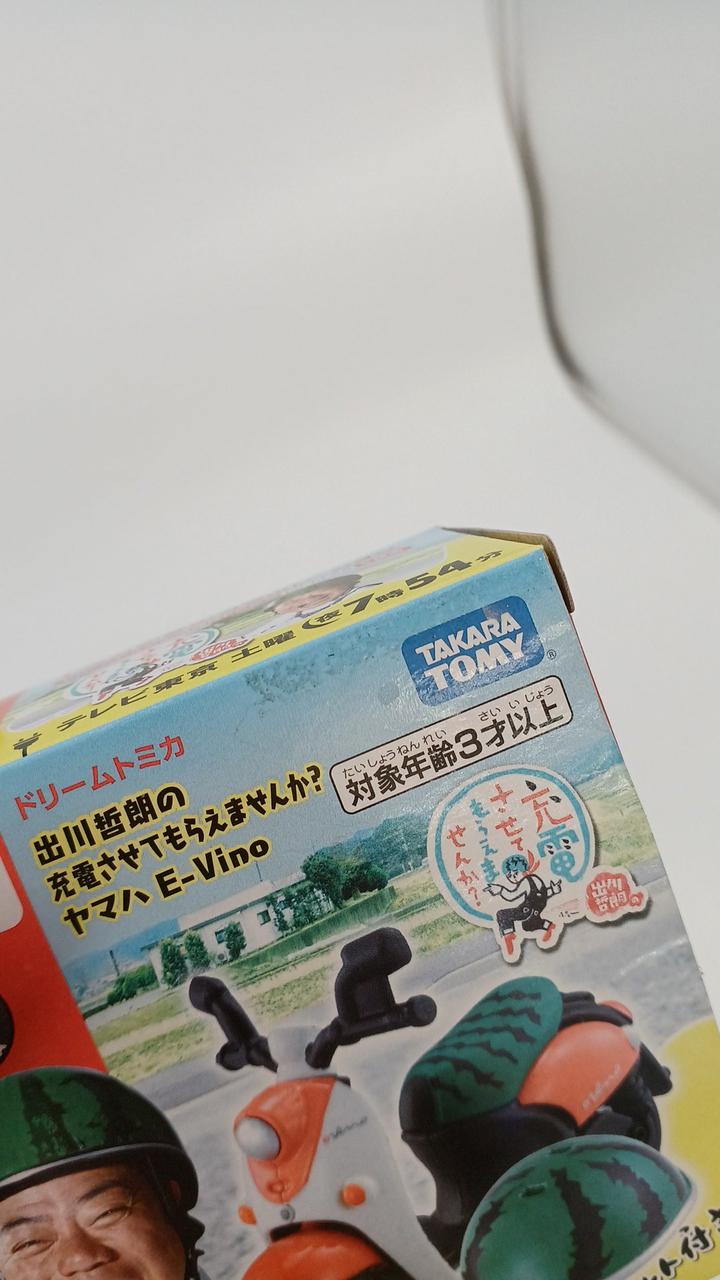 テレビ東京 土曜 夜7時54分
TAKARA
TOMY
®
ドリームトミカ
たいしょうねんれい さいいじょう
対象年齢3才以上
出川哲朗の
充電させてもらえませんか?
ヤマハ E-Vino
充電
させて
もらえま
せんか?
出川
哲朗の